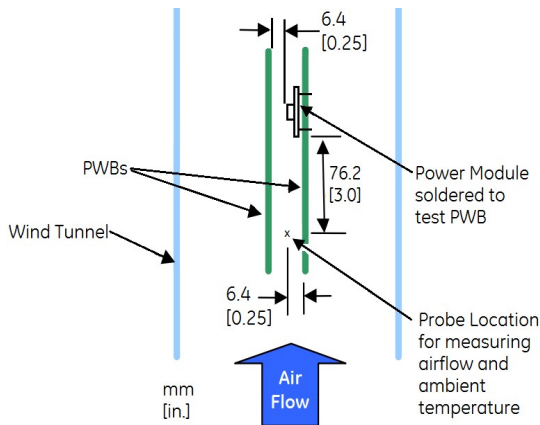 6.4
[0.25]
PWBs
76.2
[3.0]
Power Module
soldered to
test PWB
Wind Tunnel
x
6.4
[0.25]
Probe Location
for measuring
airflow and
ambient
temperature
mm
[in.]
Air
Flow